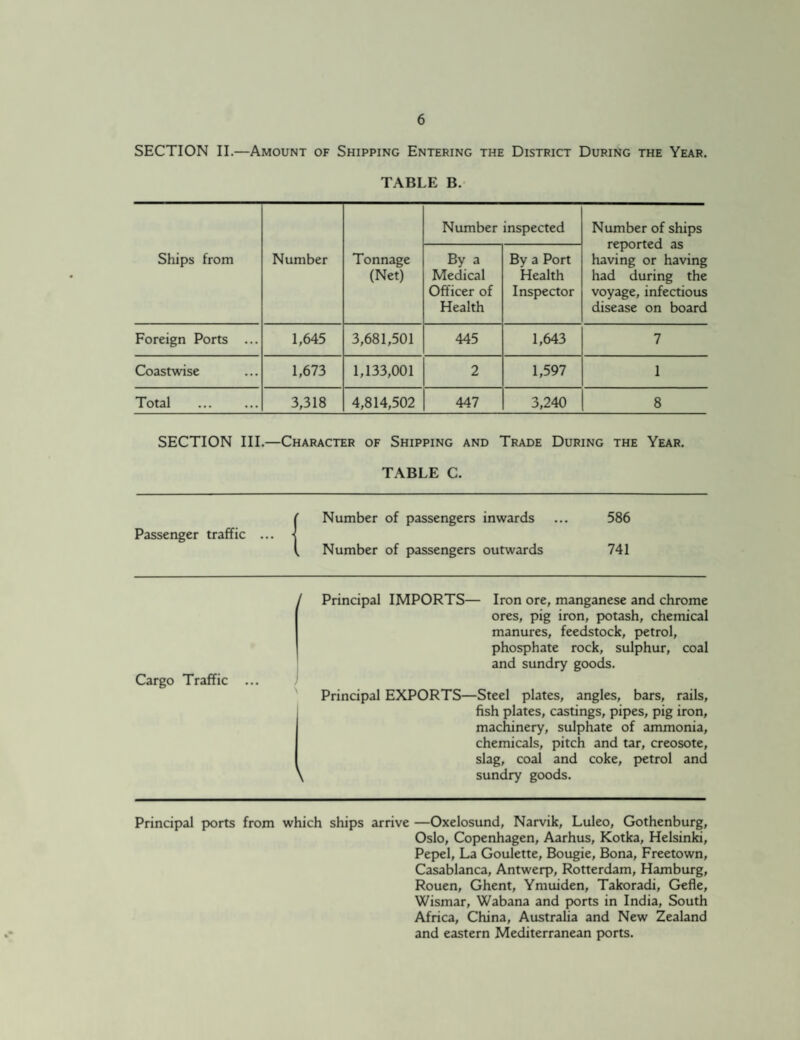 6
SECTION II.—Amount of Shipping Entering the District During the Year.
TABLE B.
Ships from | Number | Tonnage (Net) | Number inspected | Number of ships reported as having or having had during the voyage, infectious disease on board
By a Medical Officer of Health | By a Port Health Inspector
Foreign Ports ... | 1,645 | 3,681,501 | 445 | 1,643 | 7
Coastwise ... | 1,673 | 1,133,001 | 2 | 1,597 | 1
Total ... ... | 3,318 | 4,814,502 | 447 | 3,240 | 8
SECTION III.—Character of Shipping and Trade During the Year.
TABLE C.
Passenger traffic ...
Number of passengers inwards ... 586
Number of passengers outwards 741
Cargo Traffic ...
Principal IMPORTS— Iron ore, manganese and chrome
ores, pig iron, potash, chemical
manures, feedstock, petrol,
phosphate rock, sulphur, coal
and sundry goods.
Principal EXPORTS—Steel plates, angles, bars, rails,
fish plates, castings, pipes, pig iron,
machinery, sulphate of ammonia,
chemicals, pitch and tar, creosote,
slag, coal and coke, petrol and
sundry goods.
Principal ports from which ships arrive —Oxelosund, Narvik, Luleo, Gothenburg,
Oslo, Copenhagen, Aarhus, Kotka, Helsinki,
Pepel, La Goulette, Bougie, Bona, Freetown,
Casablanca, Antwerp, Rotterdam, Hamburg,
Rouen, Ghent, Ymuiden, Takoradi, Gefle,
Wismar, Wabana and ports in India, South
Africa, China, Australia and New Zealand
and eastern Mediterranean ports.